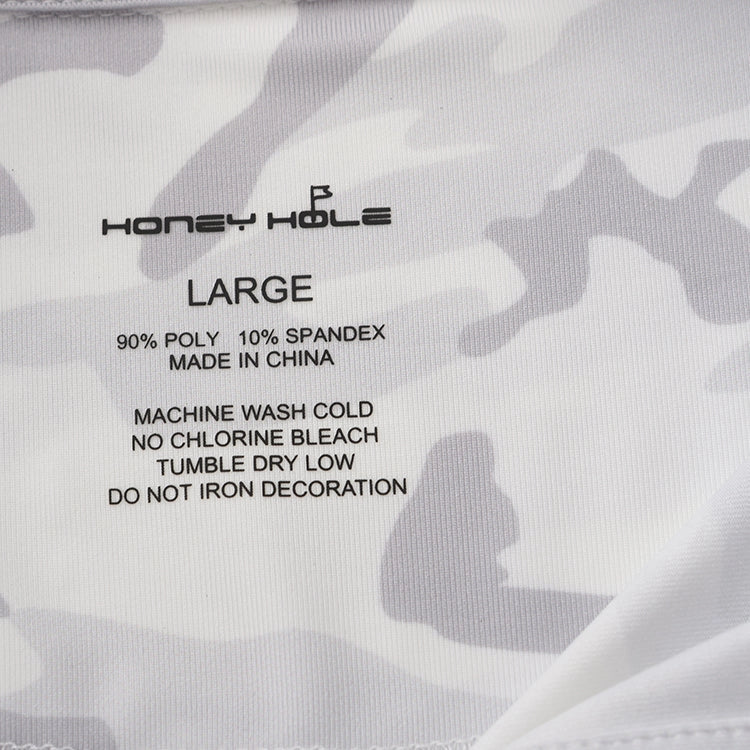 HONEY HOLE
LARGE
90% POLY 10% SPANDEX
MADE IN CHINA
MACHINE WASH COLD
NO CHLORINE BLEACH
TUMBLE DRY LOW
DO NOT IRON DECORATION